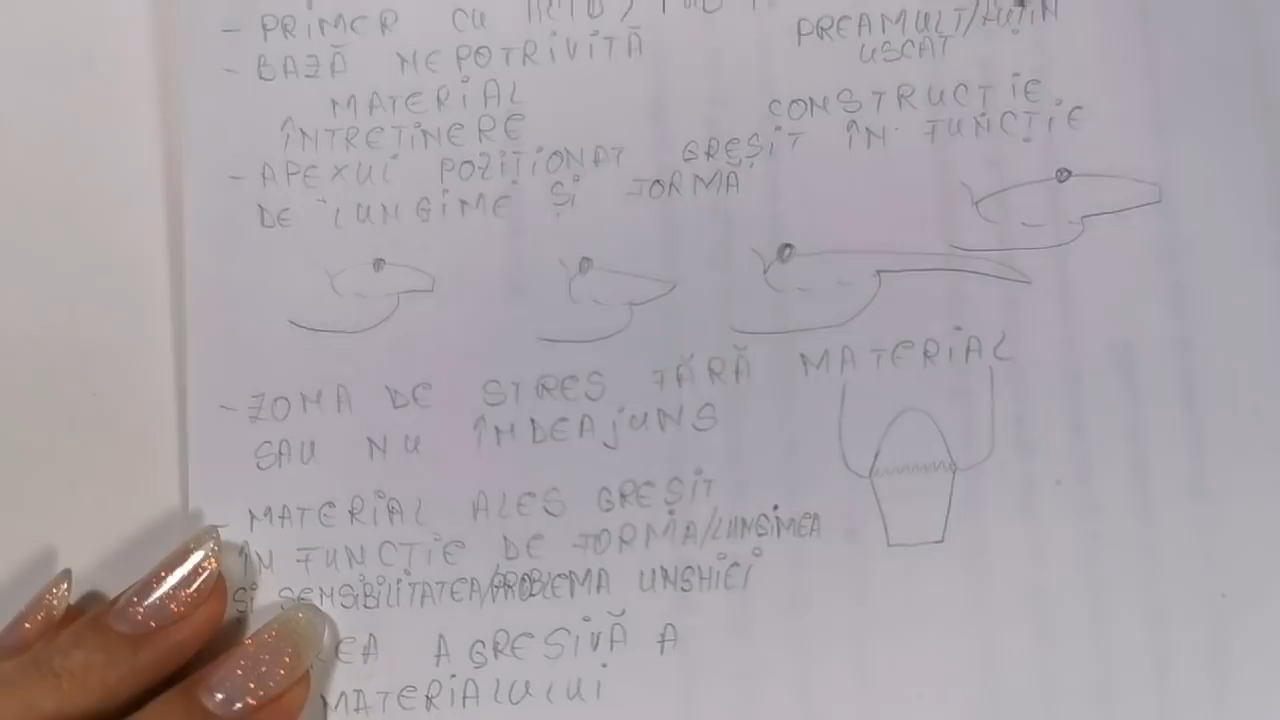 - PRIMER CU
- BAZĂ NEPOTRIVITĂ
MATERIAL
ÎNTREȚINERE
PREAMULT/PUȚIN
USCAT
CONSTRUCȚIE
- APEXUI POZIȚIONAT GREȘIT ÎN FUNCȚIE
DE LUNGIME ȘI FORMĂ
- ZONA DE STRES FĂRĂ MATERIAL
SAU NU ÎNDEAJUNS
- MATERIAL ALES GREȘIT
ÎN FUNCȚIE DE FORMA/LUNGIMEA
ȘI SENSIBILITATEA/PROBLEMA UNGHIEI
AGRESIVĂ A
MATERIALULUI